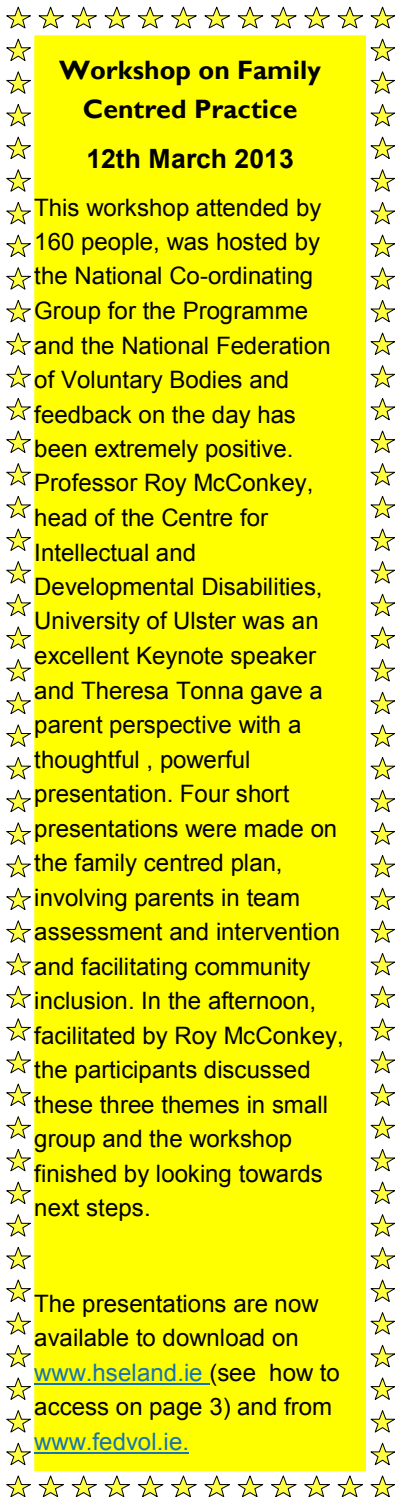 Workshop on Family
Centred Practice
12th March 2013
This workshop attended by
160 people, was hosted by
the National Co-ordinating
Group for the Programme
and the National Federation
of Voluntary Bodies and
feedback on the day has
been extremely positive.
Professor Roy McConkey,
head of the Centre for
Intellectual and
Developmental Disabilities,
University of Ulster was an
excellent Keynote speaker
and Theresa Tonna gave a
parent perspective with a
thoughtful , powerful
presentation. Four short
presentations were made on
the family centred plan,
involving parents in team
assessment and intervention
and facilitating community
inclusion. In the afternoon,
facilitated by Roy McConkey,
the participants discussed
these three themes in small
group and the workshop
finished by looking towards
next steps.
The presentations are now
available to download on
www.hseland.ie (see  how to
access on page 3) and from
www.fedvol.ie.